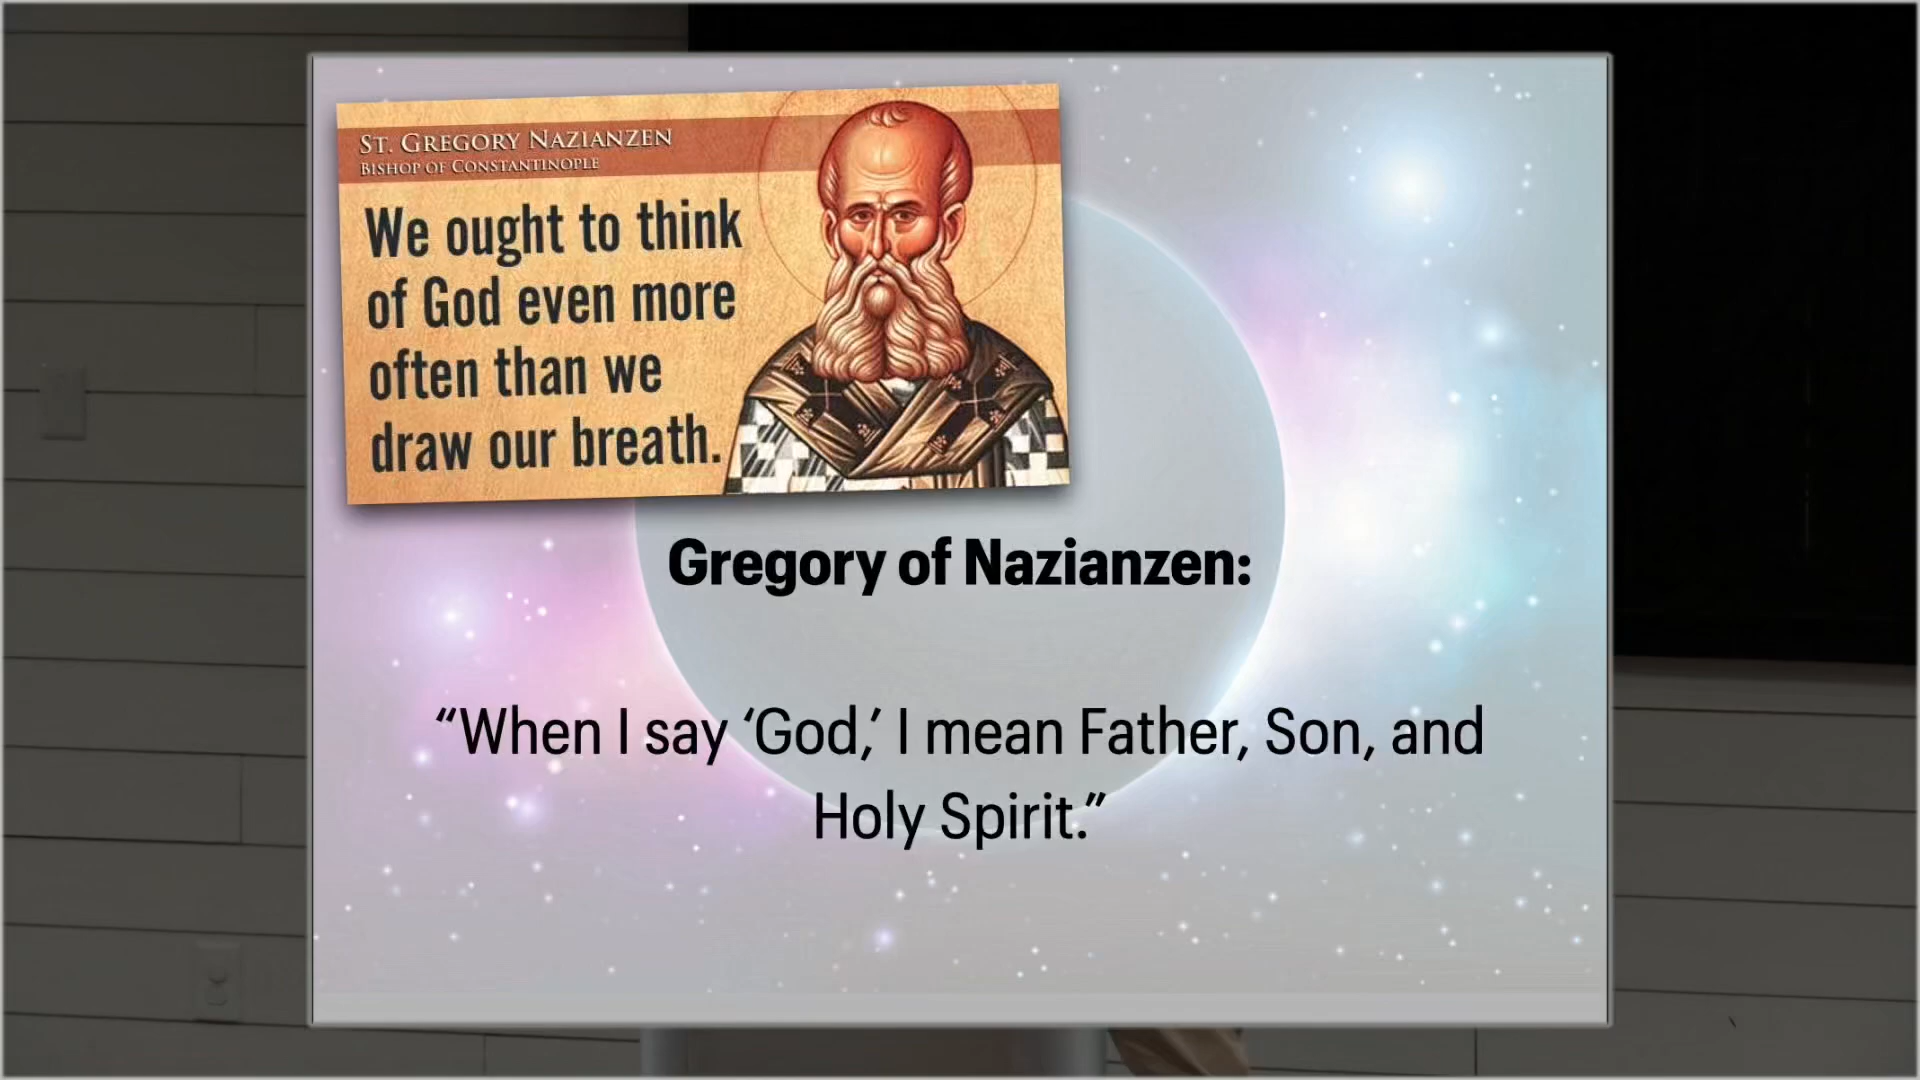 ST. GREGORY NAZIANZEN
BISHOP OF CONSTANTINOPLE
We ought to think
of God even more
often than we
draw our breath.
Gregory of Nazianzen:
“When I say ‘God,’ I mean Father, Son, and
Holy Spirit.”